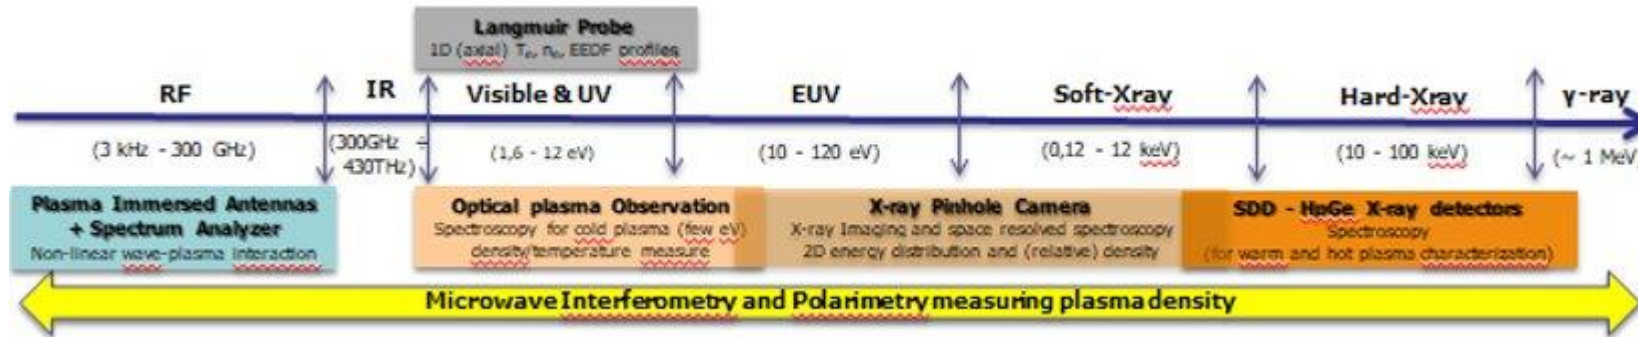 Langmuir Probe
1D (axial) Te, ne, EEDF profiles
RF
IR
Visible & UV
EUV
Soft-Xray
Hard-Xray
γ-ray
(3 kHz - 300 GHz)
(300GHz ÷
430THz)
(1,6 - 12 eV)
(10 - 120 eV)
(0,12 - 12 keV)
(10 - 100 keV)
(~ 1 MeV)
Plasma Immersed Antennas
+ Spectrum Analyzer
Non-linear wave-plasma interaction
Optical plasma Observation
Spectroscopy for cold plasma (few eV)
density/temperature measure
X-ray Pinhole Camera
X-ray Imaging and space resolved spectroscopy
2D energy distribution and (relative) density
SDD - HpGe X-ray detectors
Spectroscopy
(for warm and hot plasma characterization)
Microwave Interferometry and Polarimetry measuring plasma density